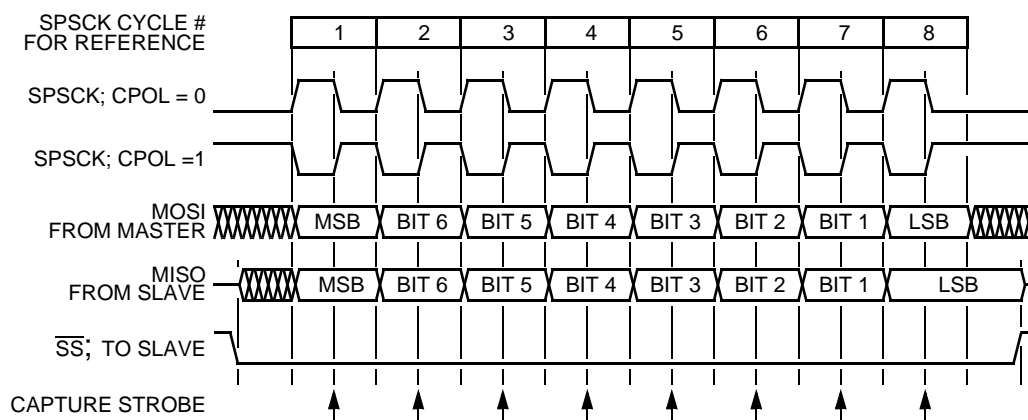 SPSCK CYCLE #
FOR REFERENCE
1 2 3 4 5 6 7 8
SPSCK; CPOL = 0
SPSCK; CPOL =1
MOSI
FROM MASTER
MSB BIT 6 BIT 5 BIT 4 BIT 3 BIT 2 BIT 1 LSB
MISO
FROM SLAVE
MSB BIT 6 BIT 5 BIT 4 BIT 3 BIT 2 BIT 1 LSB
SS; TO SLAVE
CAPTURE STROBE